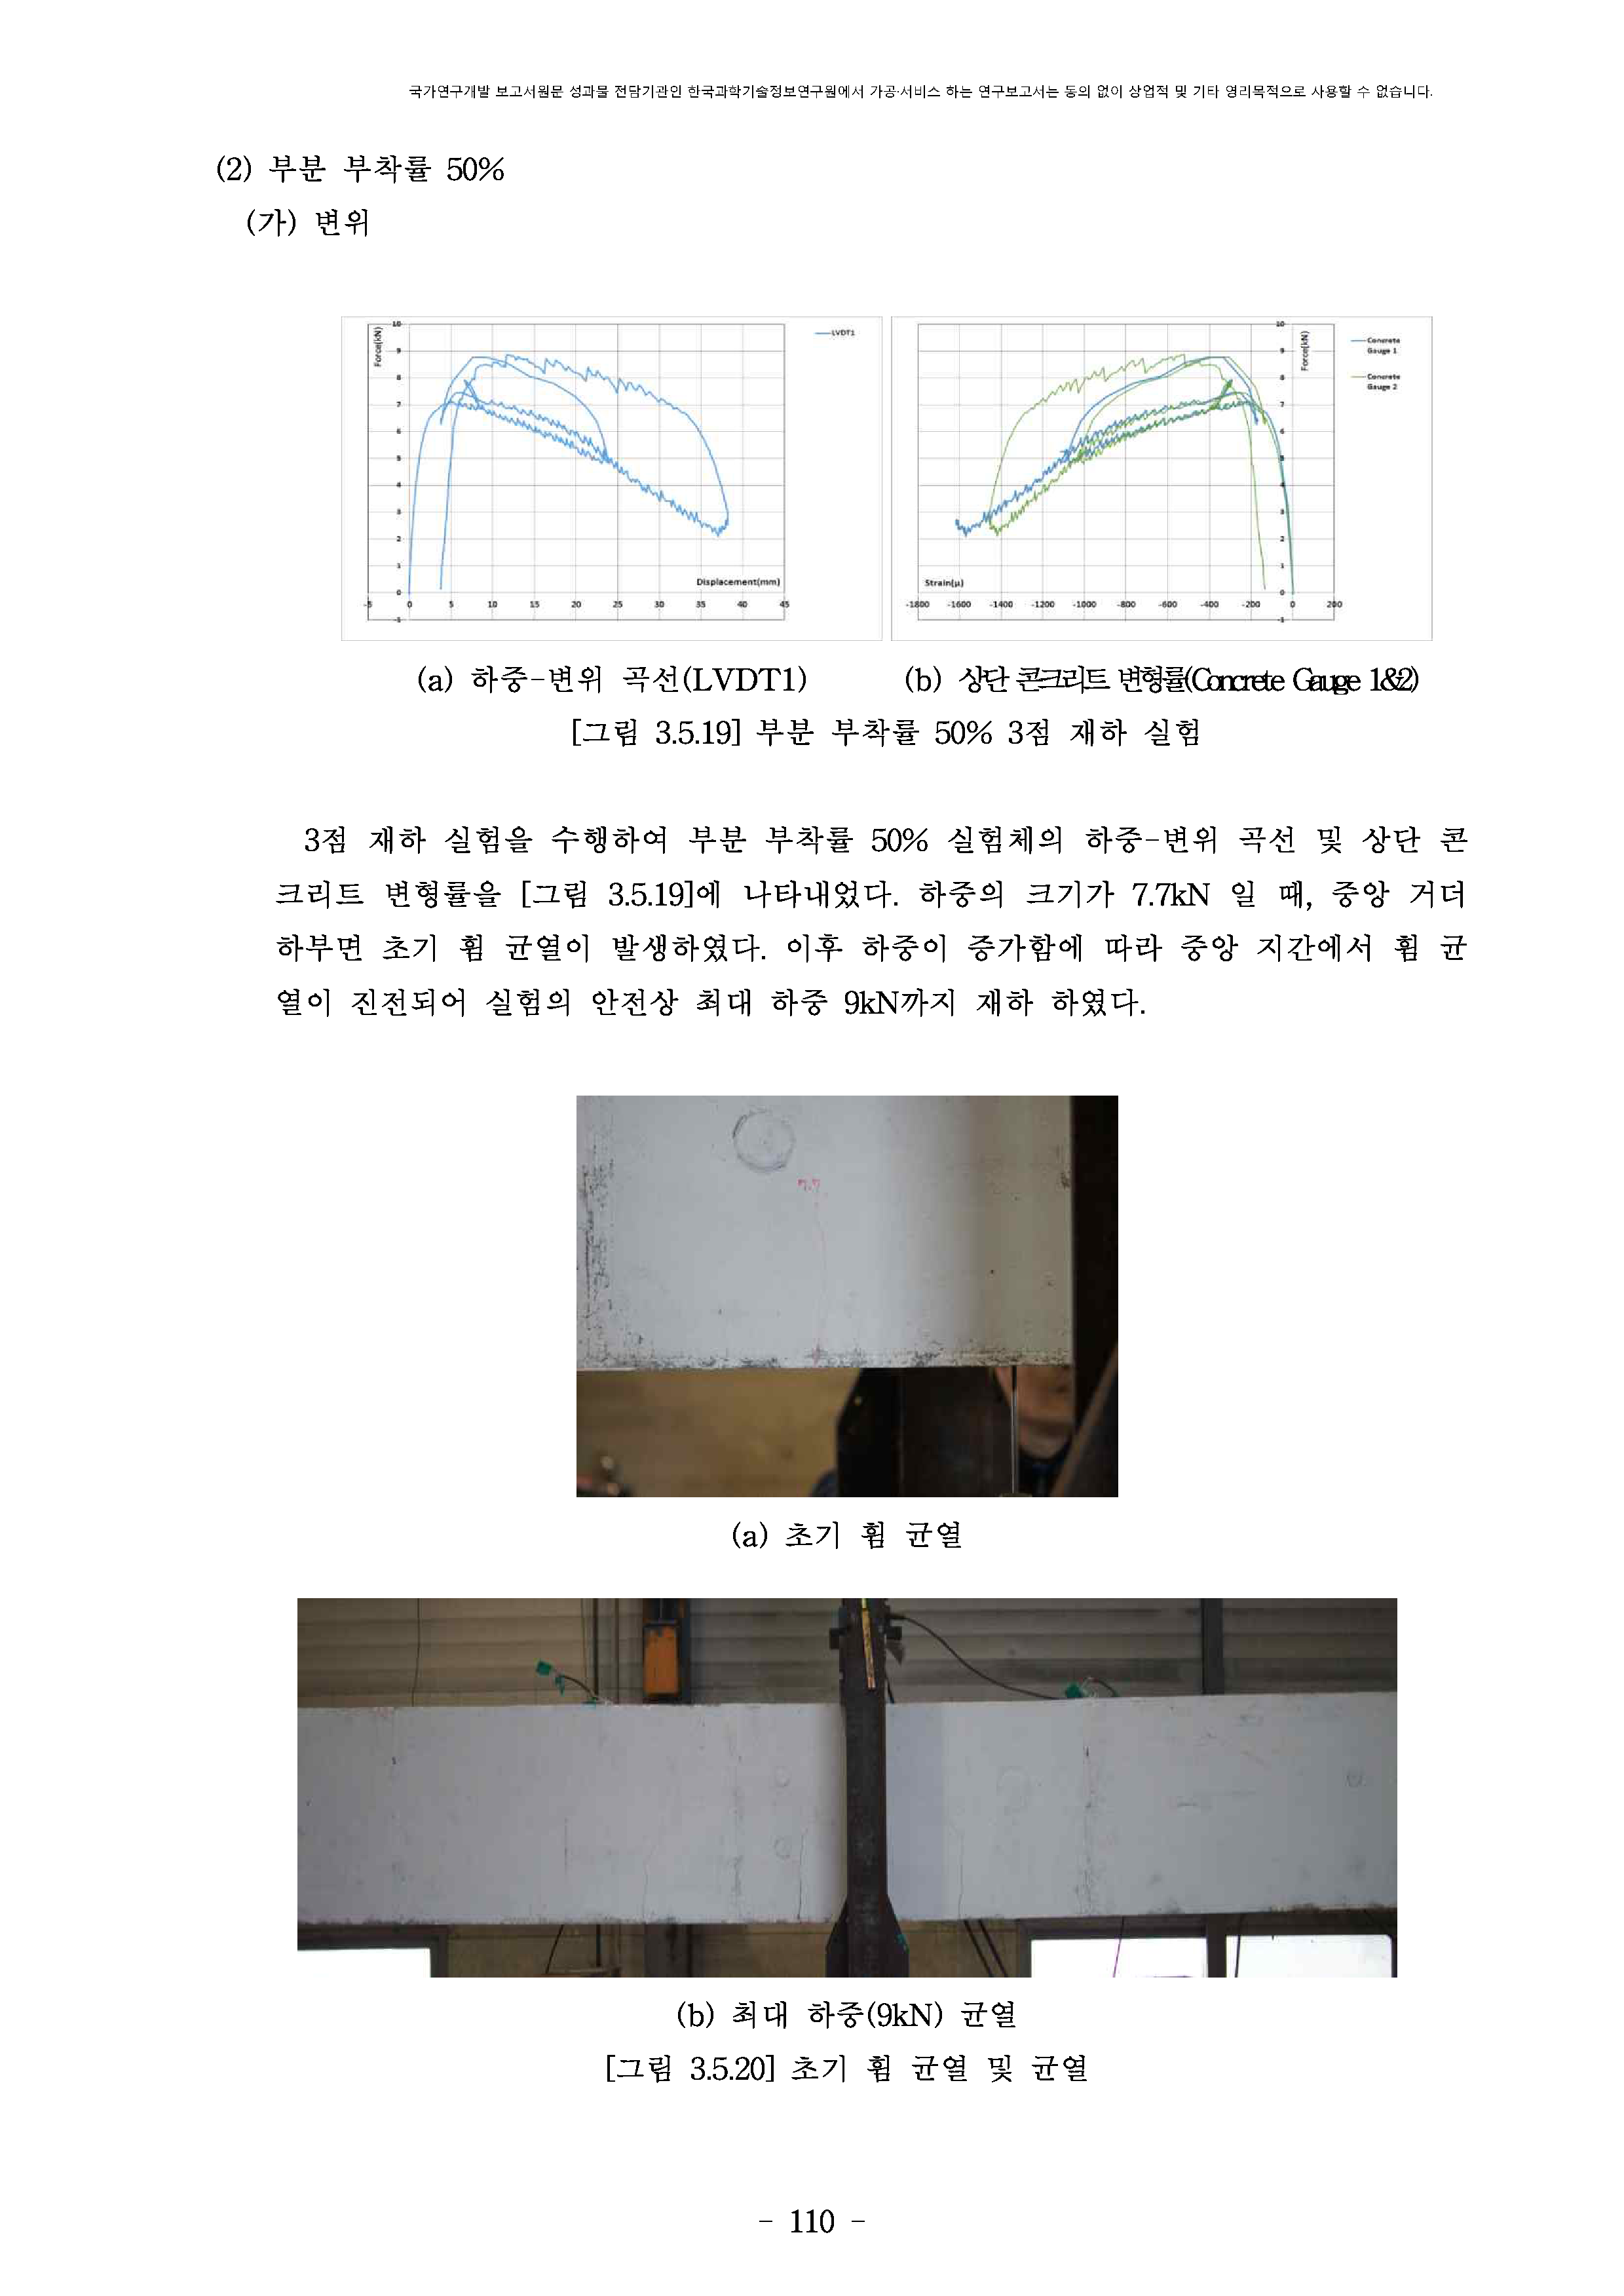 국가연구개발 보고서원문 성과물 전담기관인 한국과학기술정보연구원에서 가공·서비스 하는 연구보고서는 동의 없이 상업적 및 기타 영리목적으로 사용할 수 없습니다.
(2) 부분 부착률 50%
(가) 변위
Force(kN)
10
9
8
7
6
5
4
3
2
1
0
-1
-5 0 5 10 15 20 25 30 35 40 45
Displacement(mm)
LVDT1
Force(kN)
10
9
8
7
6
5
4
3
2
1
0
-1
Strain(μ)
-1800 -1600 -1400 -1200 -1000 -800 -600 -400 -200 0 200
Concrete
Gauge 1
Concrete
Gauge 2
(a) 하중-변위 곡선(LVDT1)
(b) 상단 콘크리트 변형률(Concrete Gauge 1&2)
[그림 3.5.19] 부분 부착률 50% 3점 재하 실험
3점 재하 실험을 수행하여 부분 부착률 50% 실험체의 하중-변위 곡선 및 상단 콘
크리트 변형률을 [그림 3.5.19]에 나타내었다. 하중의 크기가 7.7kN 일 때, 중앙 거더
하부면 초기 휨 균열이 발생하였다. 이후 하중이 증가함에 따라 중앙 지간에서 휨 균
열이 진전되어 실험의 안전상 최대 하중 9kN까지 재하 하였다.
7.7
(a) 초기 휨 균열
(b) 최대 하중(9kN) 균열
[그림 3.5.20] 초기 휨 균열 및 균열
- 110 -